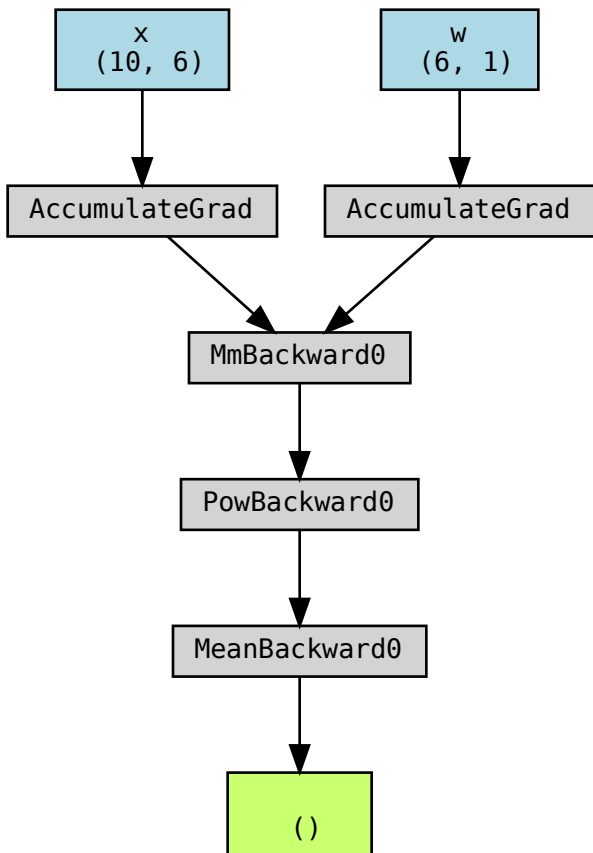 x
(10, 6)
w
(6, 1)
AccumulateGrad
AccumulateGrad
MmBackward0
PowBackward0
MeanBackward0
()